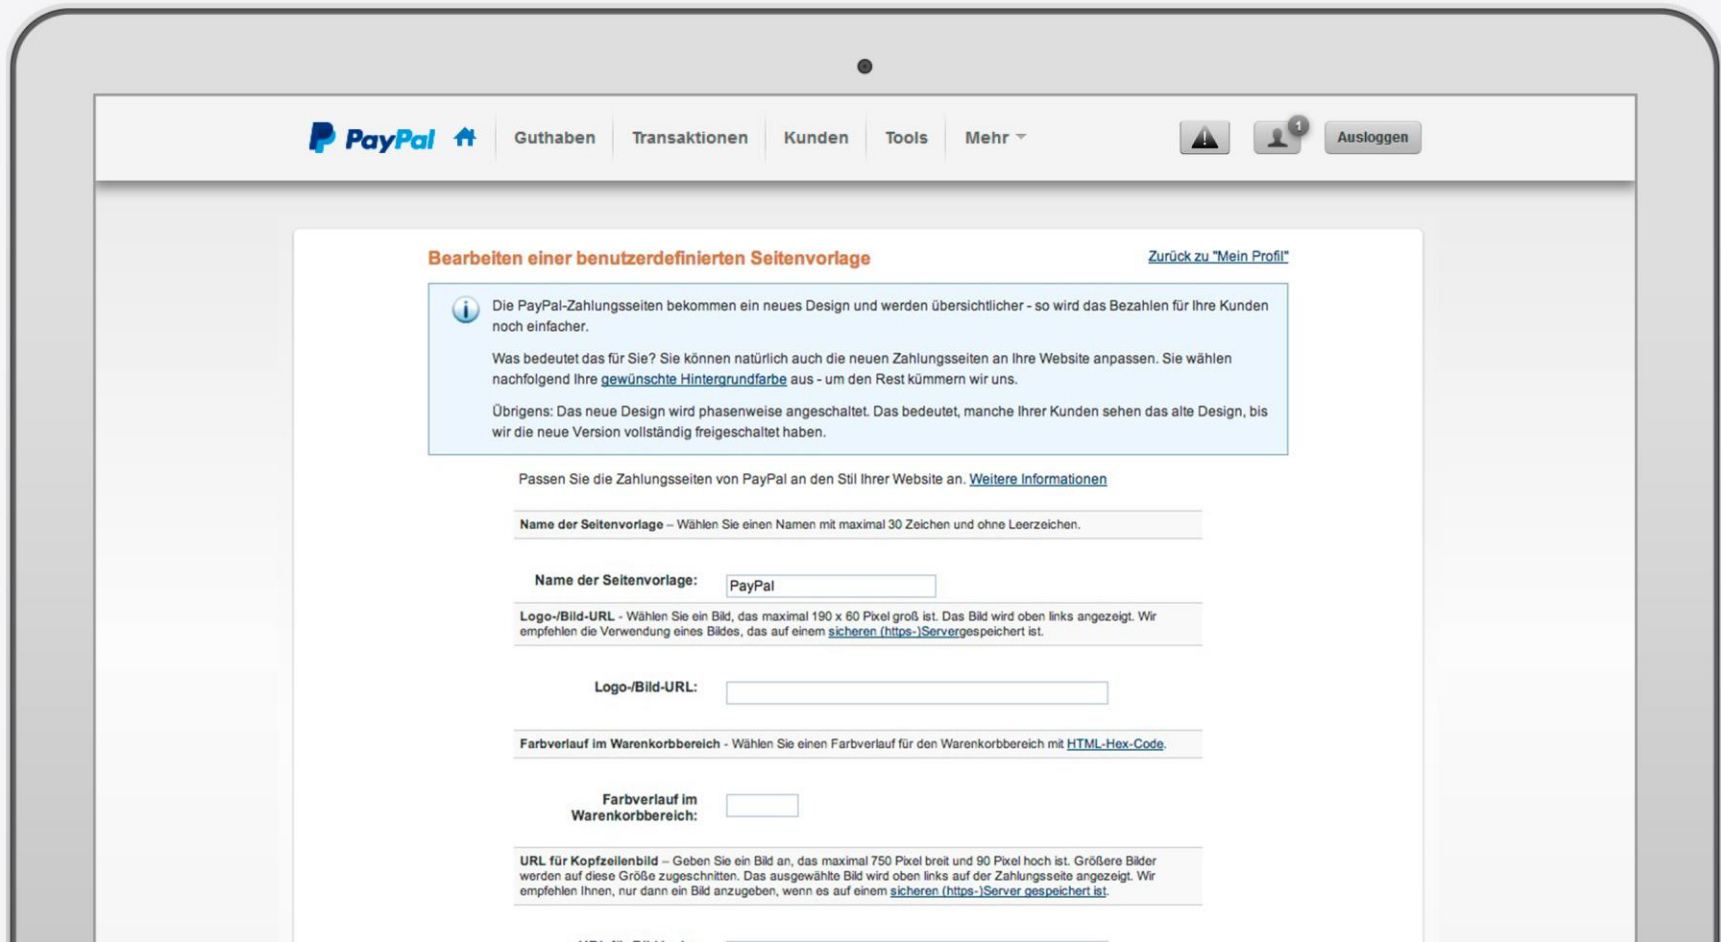 PayPal
Guthaben
Transaktionen
Kunden
Tools
Mehr
1
Ausloggen
Bearbeiten einer benutzerdefinierten Seitenvorlage
Zurück zu "Mein Profil"
Die PayPal-Zahlungsseiten bekommen ein neues Design und werden übersichtlicher - so wird das Bezahlen für Ihre Kunden
noch einfacher.
Was bedeutet das für Sie? Sie können natürlich auch die neuen Zahlungsseiten an Ihre Website anpassen. Sie wählen
nachfolgend Ihre gewünschte Hintergrundfarbe aus - um den Rest kümmern wir uns.
Übrigens: Das neue Design wird phasenweise angeschaltet. Das bedeutet, manche Ihrer Kunden sehen das alte Design, bis
wir die neue Version vollständig freigeschaltet haben.
Passen Sie die Zahlungsseiten von PayPal an den Stil Ihrer Website an. Weitere Informationen
Name der Seitenvorlage – Wählen Sie einen Namen mit maximal 30 Zeichen und ohne Leerzeichen.
Name der Seitenvorlage:
PayPal
Logo-/Bild-URL - Wählen Sie ein Bild, das maximal 190 x 60 Pixel groß ist. Das Bild wird oben links angezeigt. Wir
empfehlen die Verwendung eines Bildes, das auf einem sicheren (https-)Servergespeichert ist.
Logo-/Bild-URL:
Farbverlauf im Warenkorbbereich - Wählen Sie einen Farbverlauf für den Warenkorbbereich mit HTML-Hex-Code.
Farbverlauf im
Warenkorbbereich:
URL für Kopfzeilenbild – Geben Sie ein Bild an, das maximal 750 Pixel breit und 90 Pixel hoch ist. Größere Bilder
werden auf diese Größe zugeschnitten. Das ausgewählte Bild wird oben links auf der Zahlungsseite angezeigt. Wir
empfehlen Ihnen, nur dann ein Bild anzugeben, wenn es auf einem sicheren (https-)Server gespeichert ist.